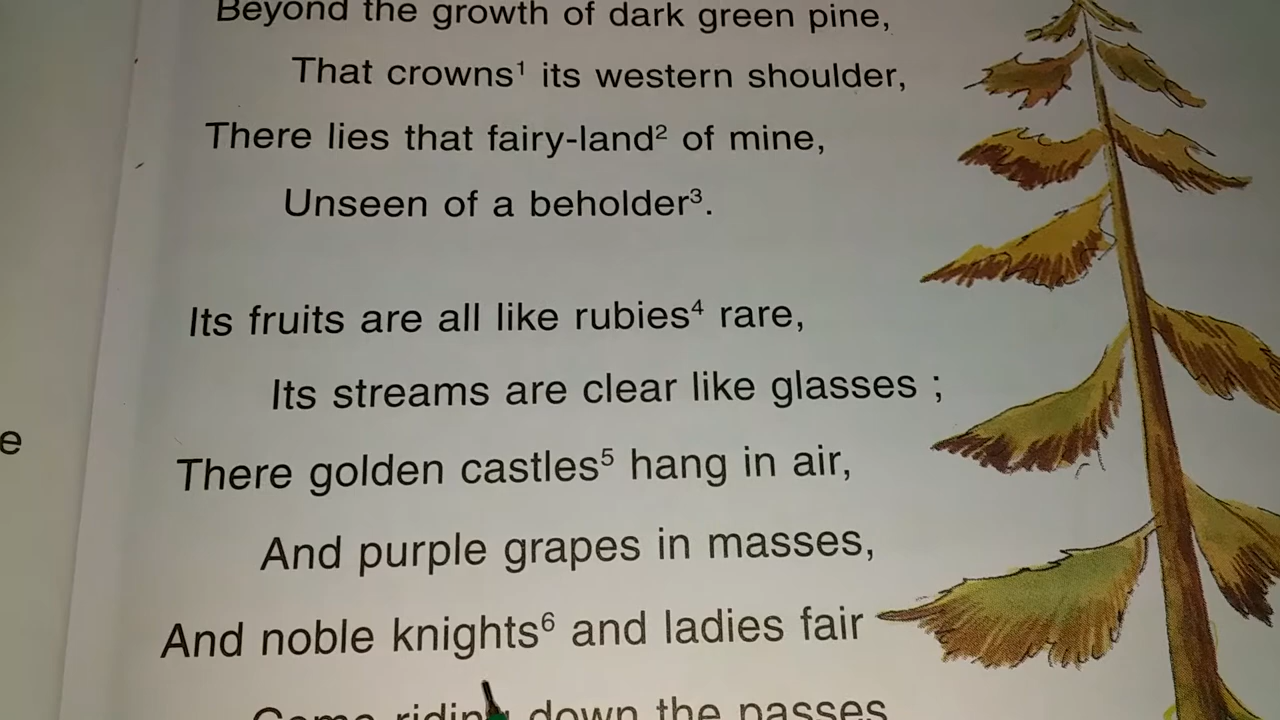 Beyond the growth of dark green pine,
That crowns¹ its western shoulder,
There lies that fairy-land² of mine,
Unseen of a beholder³.
Its fruits are all like rubies⁴ rare,
Its streams are clear like glasses ;
There golden castles⁵ hang in air,
And purple grapes in masses,
And noble knights⁶ and ladies fair
Come riding down the passes
e